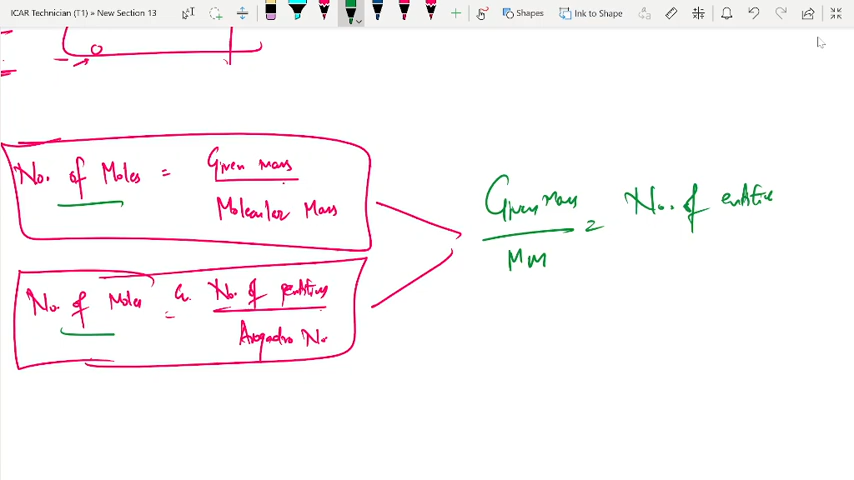 ICAR Technician (T1) » New Section 13
Shapes
Ink to Shape
No. of Moles = Given mass
Molecular Mass
No. of Moles = No. of entities
Avogadro No.
Given mass = No. of entitie
MM